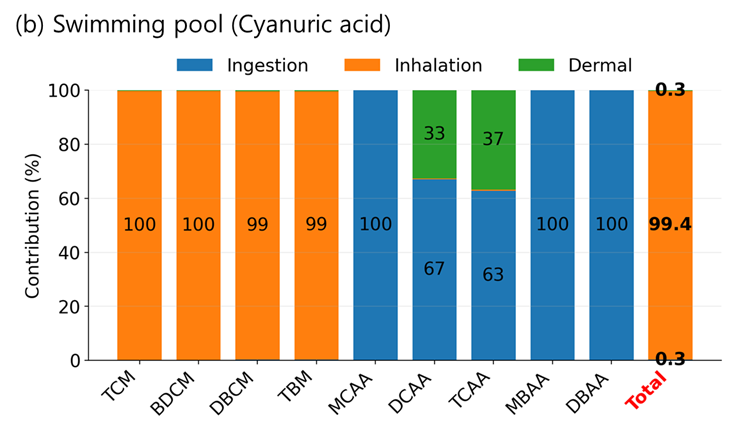 (b) Swimming pool (Cyanuric acid)
Ingestion Inhalation Dermal
Contribution (%)
100
80
60
40
20
0
0.3
33
37
100 100 99 99 100 100 100 99.4
67
63
0.3
TCM BDCM DBCM TBM MCAA DCAA TCAA MBAA DBAA Total